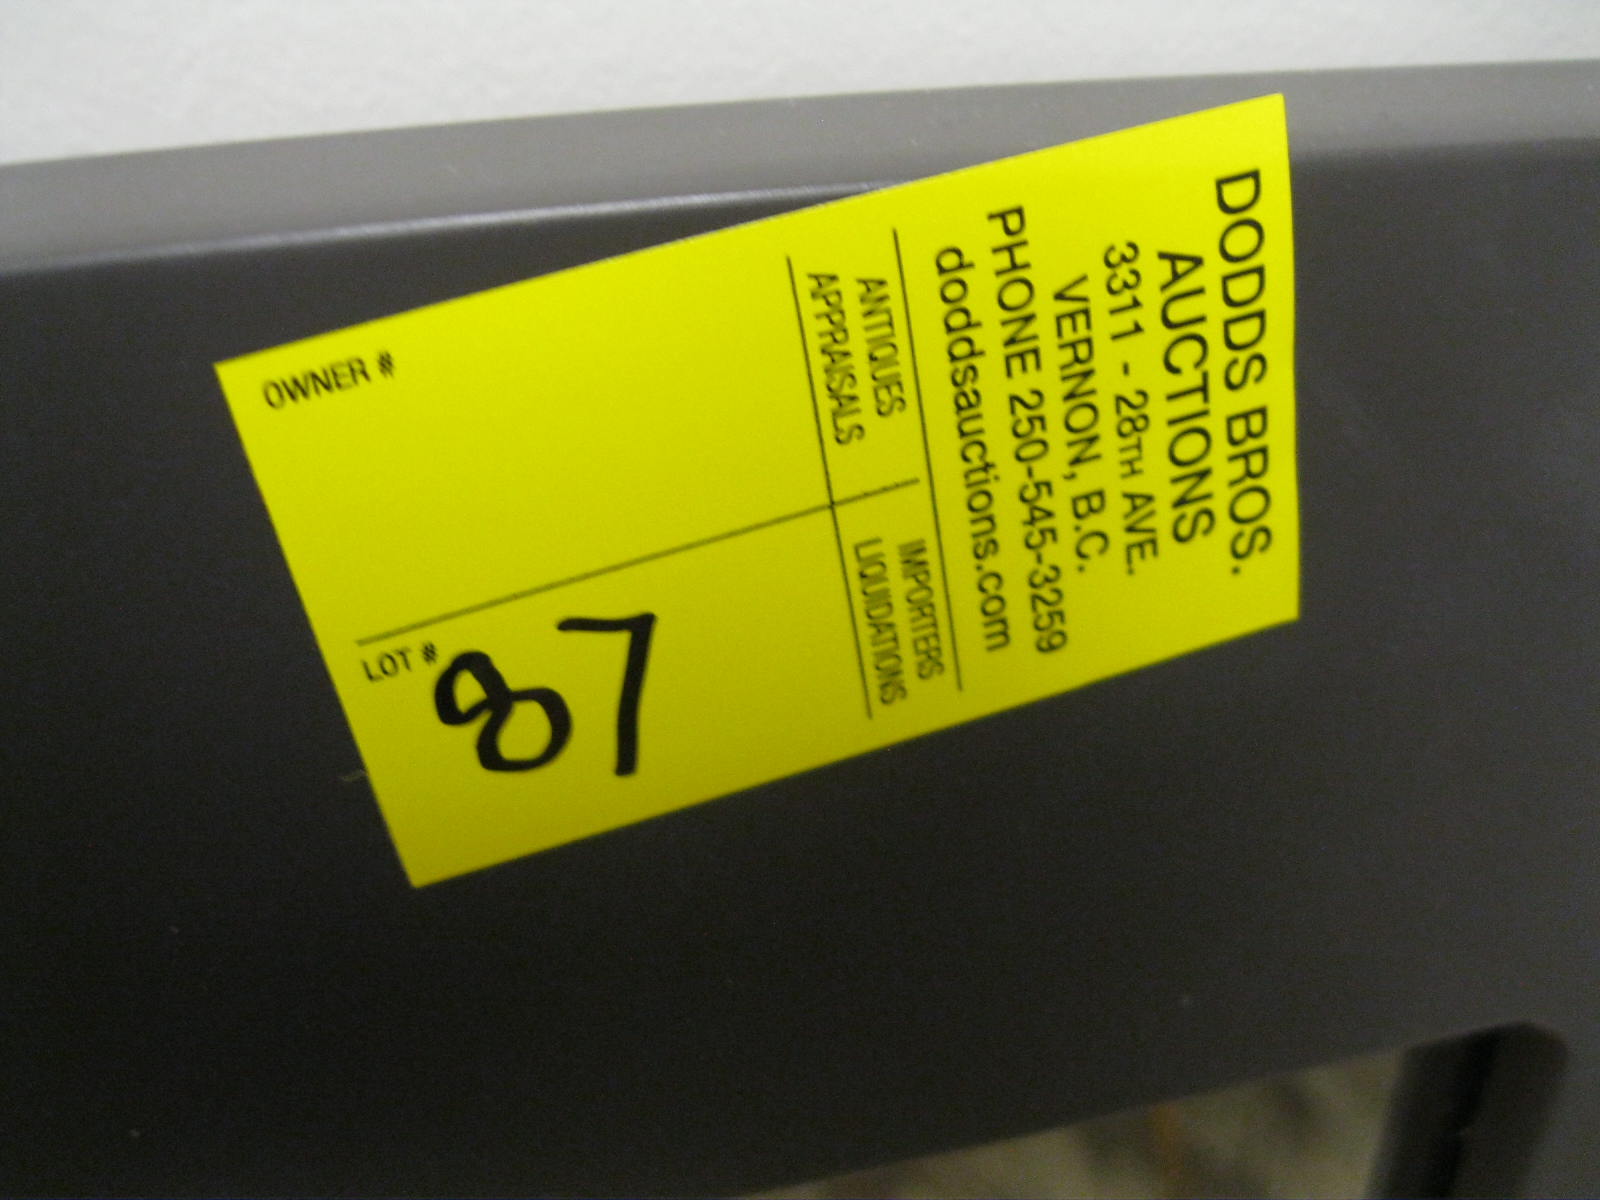 DODDS BROS.
AUCTIONS
3311 - 28TH AVE.
VERNON, B.C.
PHONE 250-545-3259
doddsauctions.com
ANTIQUES IMPORTERS
APPRAISALS LIQUIDATIONS
OWNER #
LOT # 87